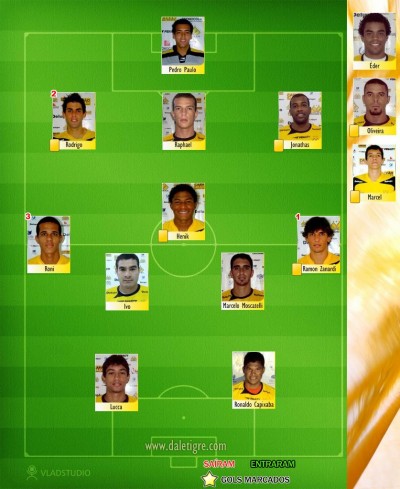 Pedro Paulo
Éder
2
Rodrigo
Raphael
Jonathas
Oliveira
Marcel
Henik
3
1
Roni
Ramon Zanardi
Ivo
Marcelo Moscatelli
Lucca
Ronaldo Capixaba
www.daletigre.com
SAÍRAM ENTRARAM
VLADSTUDIO
GOLS MARCADOS